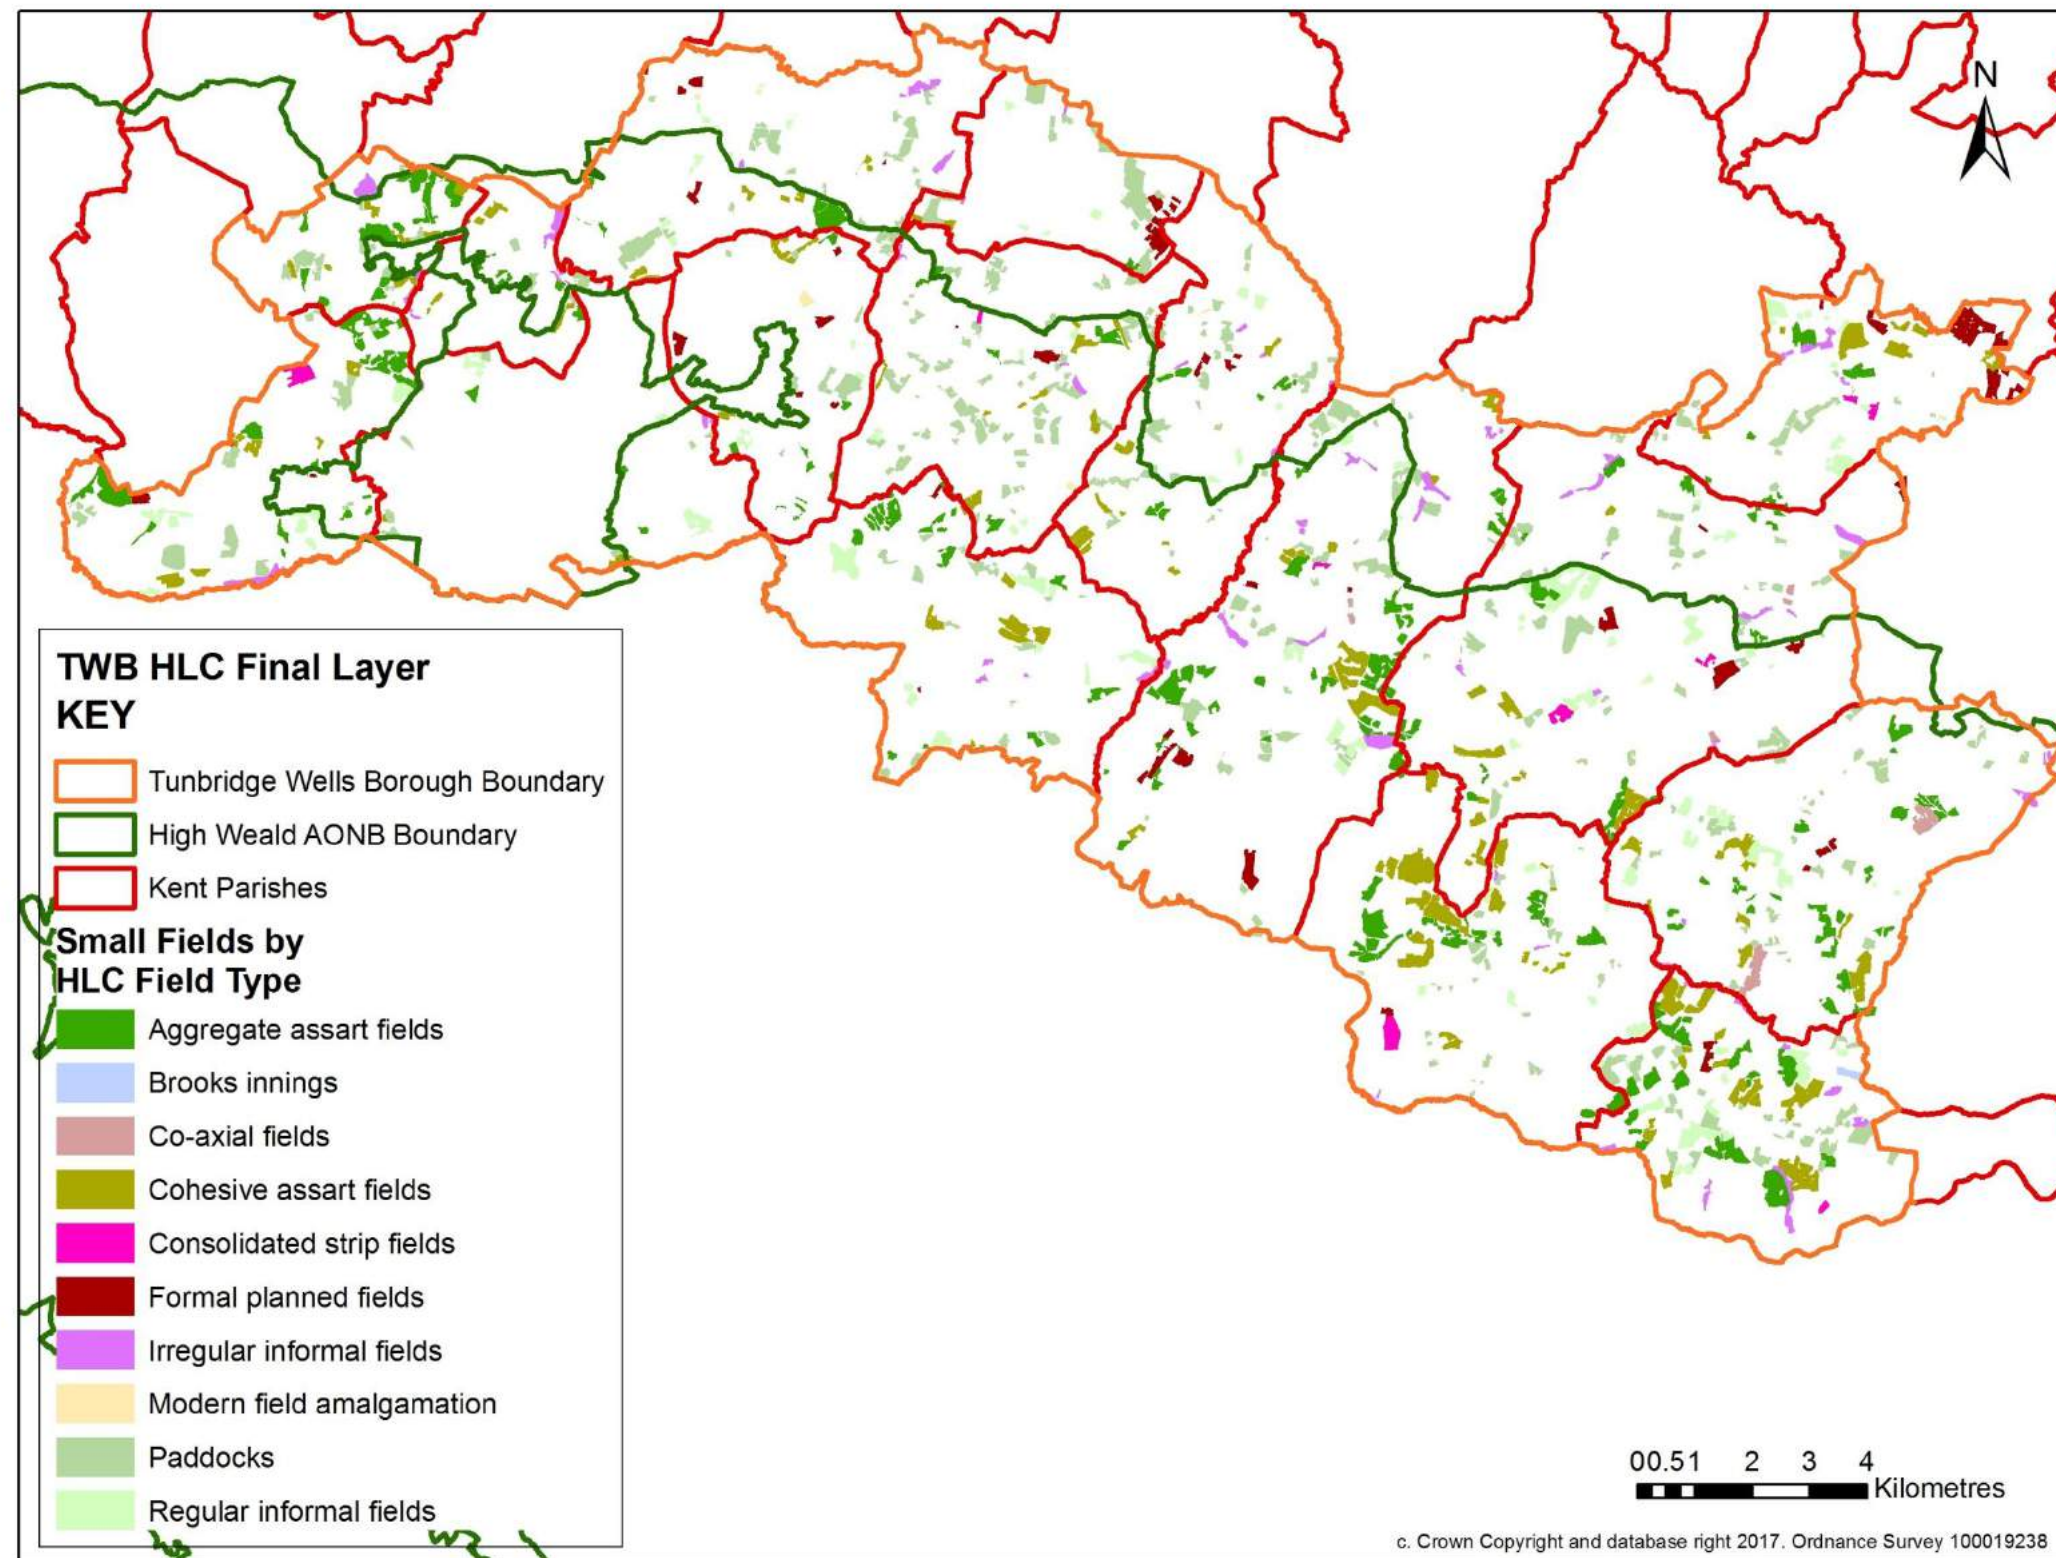 N
TWB HLC Final Layer
KEY
Tunbridge Wells Borough Boundary
High Weald AONB Boundary
Kent Parishes
Small Fields by
HLC Field Type
Aggregate assart fields
Brooks innings
Co-axial fields
Cohesive assart fields
Consolidated strip fields
Formal planned fields
Irregular informal fields
Modern field amalgamation
Paddocks
Regular informal fields
00.51 2 3 4
Kilometres
c. Crown Copyright and database right 2017. Ordnance Survey 100019238